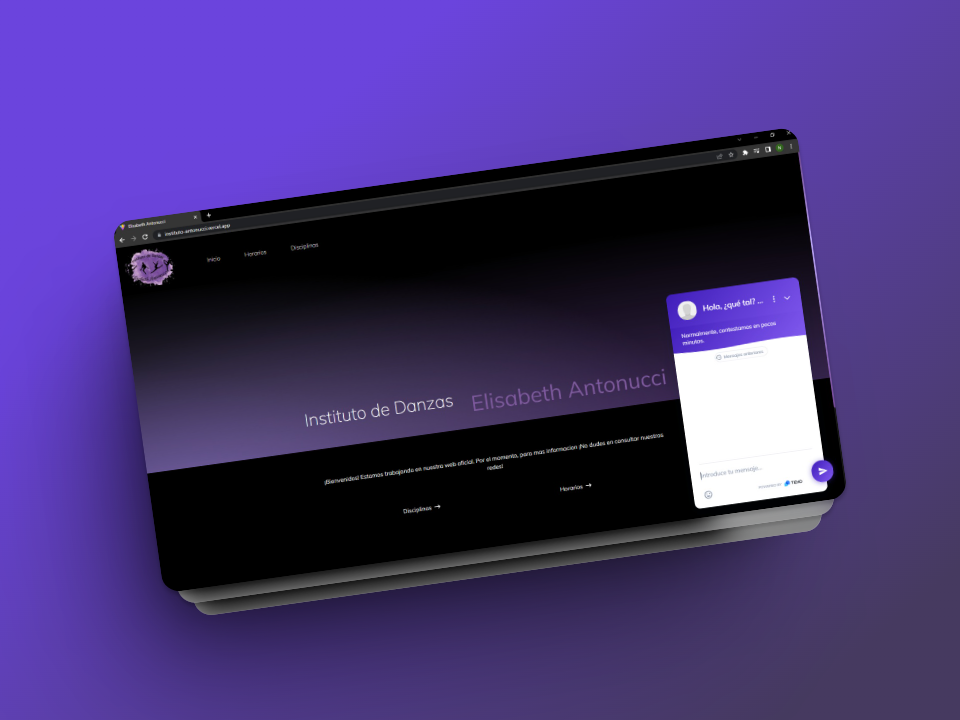 Elisabeth Antonucci
instituto-antonucci.vercel.app
Inicio
Horarios
Disciplinas
Hola, ¿qué tal? ...
Normalmente, contestamos en pocos
minutos.
Mensajes anteriores
Instituto de Danzas Elisabeth Antonucci
¡Bienvenidos! Estamos trabajando en nuestra web oficial. Por el momento, para mas informacion ¡No dudes en consultar nuestras
redes!
Disciplinas →
Horarios →
Introduce tu mensaje...
POWERED BY TIDIO
N